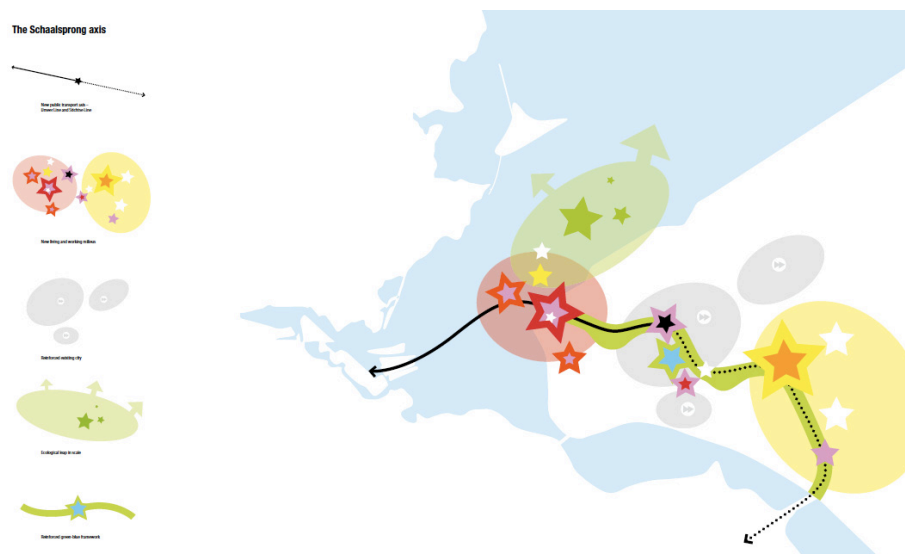 The Schaalsprong axis
New public transport axis –
IJmeer Line and Stichtse Line
New living and working milieus
Reinforced existing city
Ecological leap in scale
Reinforced green-blue framework